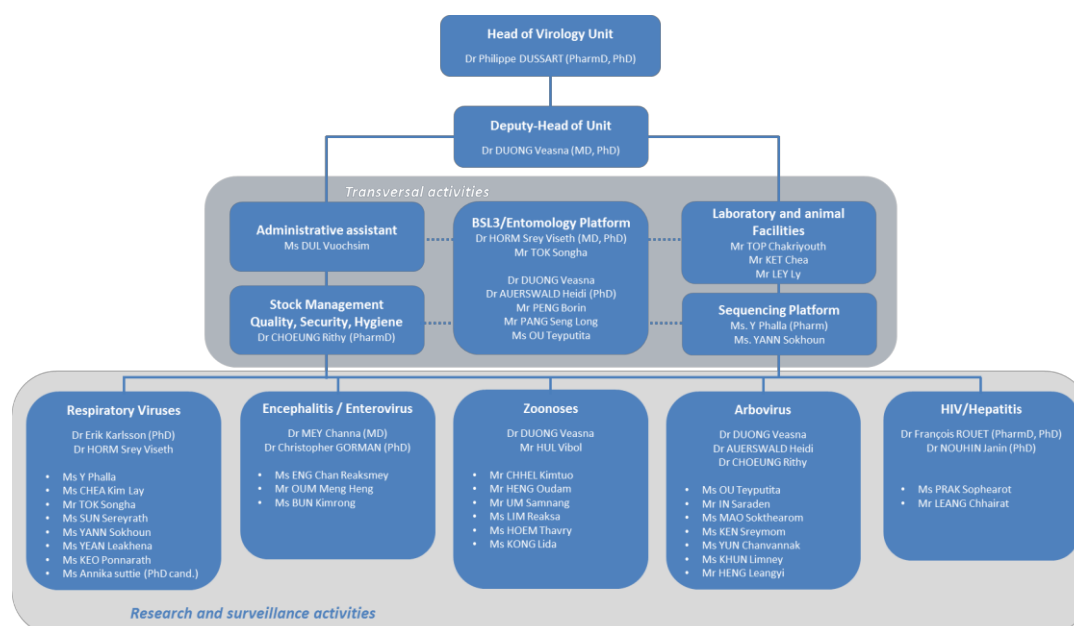 Head of Virology Unit
Dr Philippe DUSSART (PharmD, PhD)
Deputy-Head of Unit
Dr DUONG Veasna (MD, PhD)
Transversal activities
Administrative assistant
Ms DUL Vuochsim
BSL3/Entomology Platform
Dr HORM Srey Viseth (MD, PhD)
Mr TOK Songha
Dr DUONG Veasna
Dr AUERSWALD Heidi (PhD)
Mr PENG Borin
Mr PANG Seng Long
Ms OU Teyputita
Laboratory and animal
Facilities
Mr TOP Chakriyouth
Mr KET Chea
Mr LEY Ly
Stock Management
Quality, Security, Hygiene
Dr CHOEUNG Rithy (PharmD)
Sequencing Platform
Ms. Y Phalla (Pharm)
Ms. YANN Sokhoun
Respiratory Viruses
Dr Erik Karlsson (PhD)
Dr HORM Srey Viseth
• Ms Y Phalla
• Ms CHEA Kim Lay
• Mr TOK Songha
• Ms SUN Sereyrath
• Ms YANN Sokhoun
• Ms YEAN Leakhena
• Ms KEO Ponnarath
• Ms Annika suttie (PhD cand.)
Encephalitis / Enterovirus
Dr MEY Channa (MD)
Dr Christopher GORMAN (PhD)
• Ms ENG Chan Reaksmey
• Mr OUM Meng Heng
• Ms BUN Kimrong
Zoonoses
Dr DUONG Veasna
Mr HUL Vibol
• Mr CHHEL Kimtuo
• Mr HENG Oudam
• Mr UM Samnang
• Ms LIM Reaksa
• Ms HOEM Thavry
• Ms KONG Lida
Arbovirus
Dr DUONG Veasna
Dr AUERSWALD Heidi
Dr CHOEUNG Rithy
• Ms OU Teyputita
• Mr IN Saraden
• Ms MAO Sokthearom
• Ms KEN Sreymom
• Ms YUN Chanvannak
• Ms KHUN Limney
• Mr HENG Leangyi
HIV/Hepatitis
Dr François ROUET (PharmD, PhD)
Dr NOUHIN Janin (PhD)
• Ms PRAK Sophearot
• Mr LEANG Chhairat
Research and surveillance activities